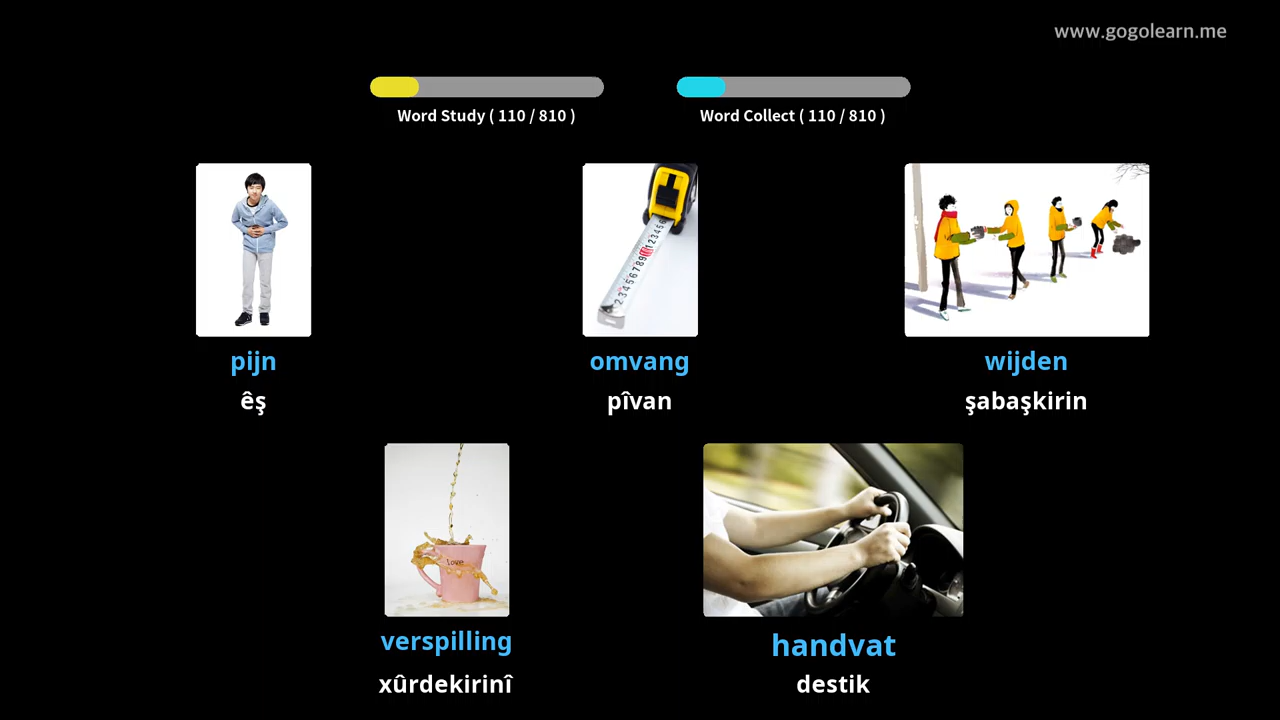 www.gogolearn.me
Word Study ( 110 / 810 )
Word Collect ( 110 / 810 )
pijn
êş
omvang
pîvan
wijden
şabaşkirin
love
verspilling
xûrdekirinî
handvat
destik